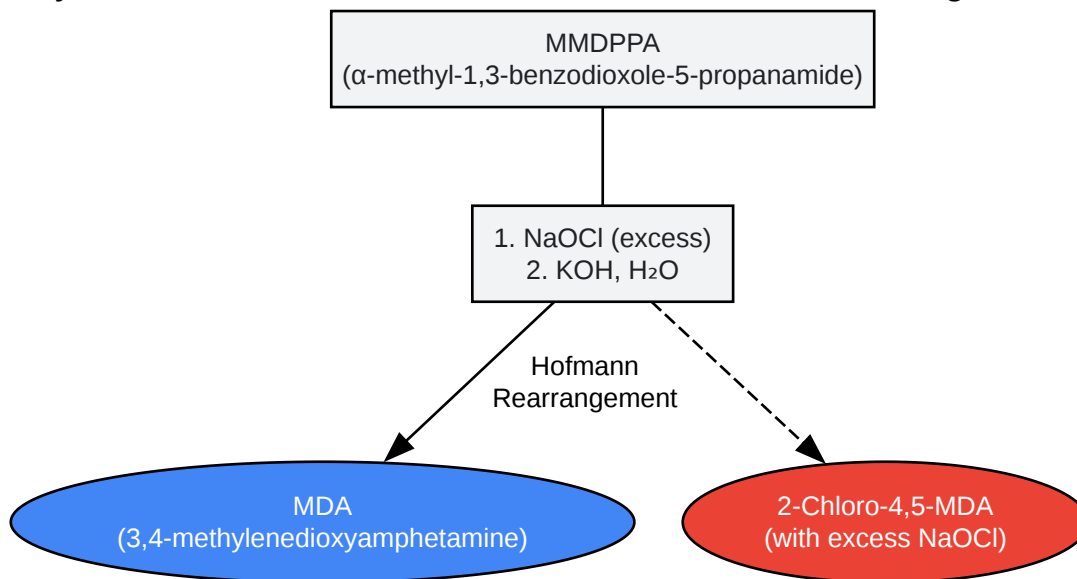 MMDPPA
(α-methyl-1,3-benzodioxole-5-propanamide)
1. NaOCl (excess)
2. KOH, H₂O
Hofmann
Rearrangement
MDA
(3,4-methylenedioxyamphetamine)
2-Chloro-4,5-MDA
(with excess NaOCl)